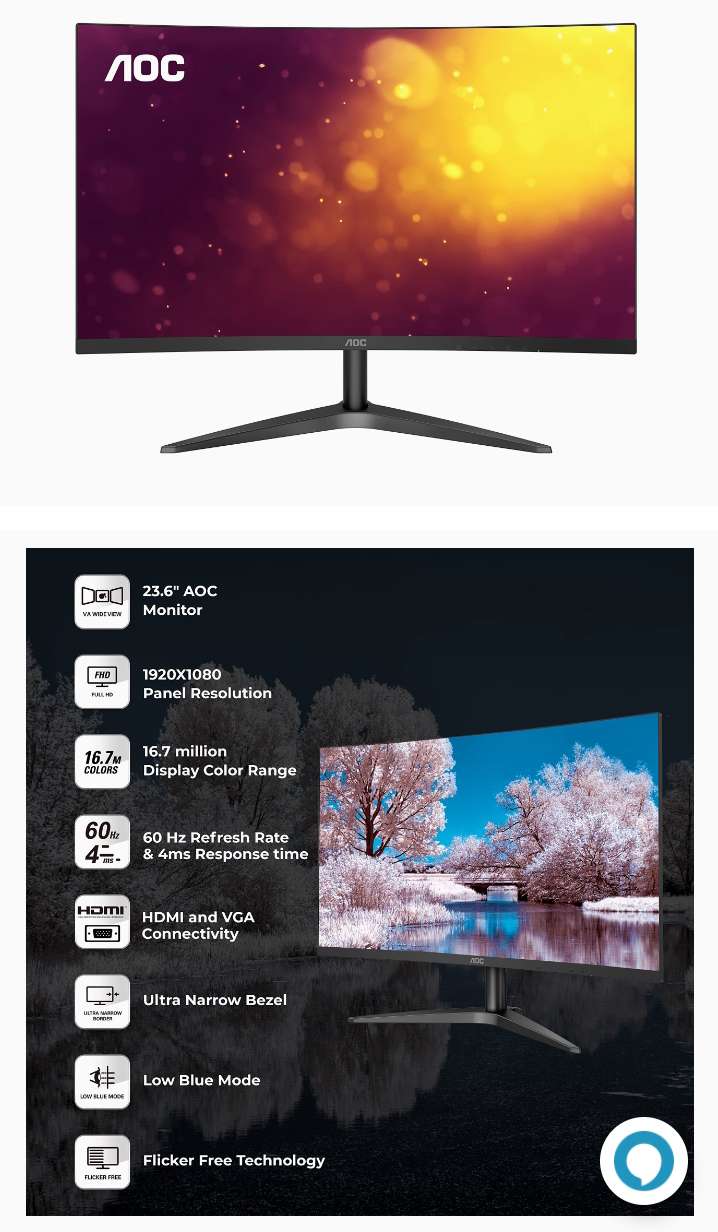 AOC
AOC
VA WIDEVIEW
23.6" AOC
Monitor
FHD
FULL HD
1920X1080
Panel Resolution
16.7M
COLORS
16.7 million
Display Color Range
60Hz
4ms
60 Hz Refresh Rate
& 4ms Response time
HDMI
HDMI and VGA
Connectivity
AOC
ULTRA NARROW
BORDER
Ultra Narrow Bezel
LOW BLUE MODE
Low Blue Mode
FLICKER FREE
Flicker Free Technology